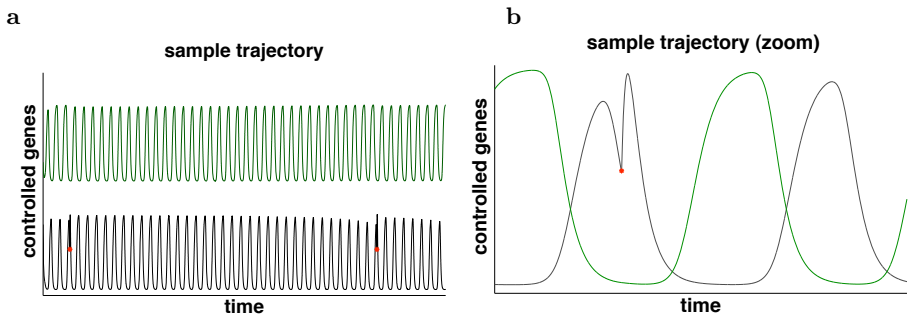 a
sample trajectory
controlled genes
time
b
sample trajectory (zoom)
controlled genes
time